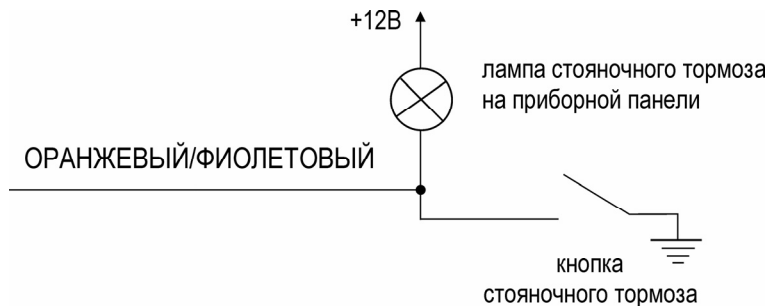 +12В
лампа стояночного тормоза
на приборной панели
ОРАНЖЕВЫЙ/ФИОЛЕТОВЫЙ
кнопка
стояночного тормоза